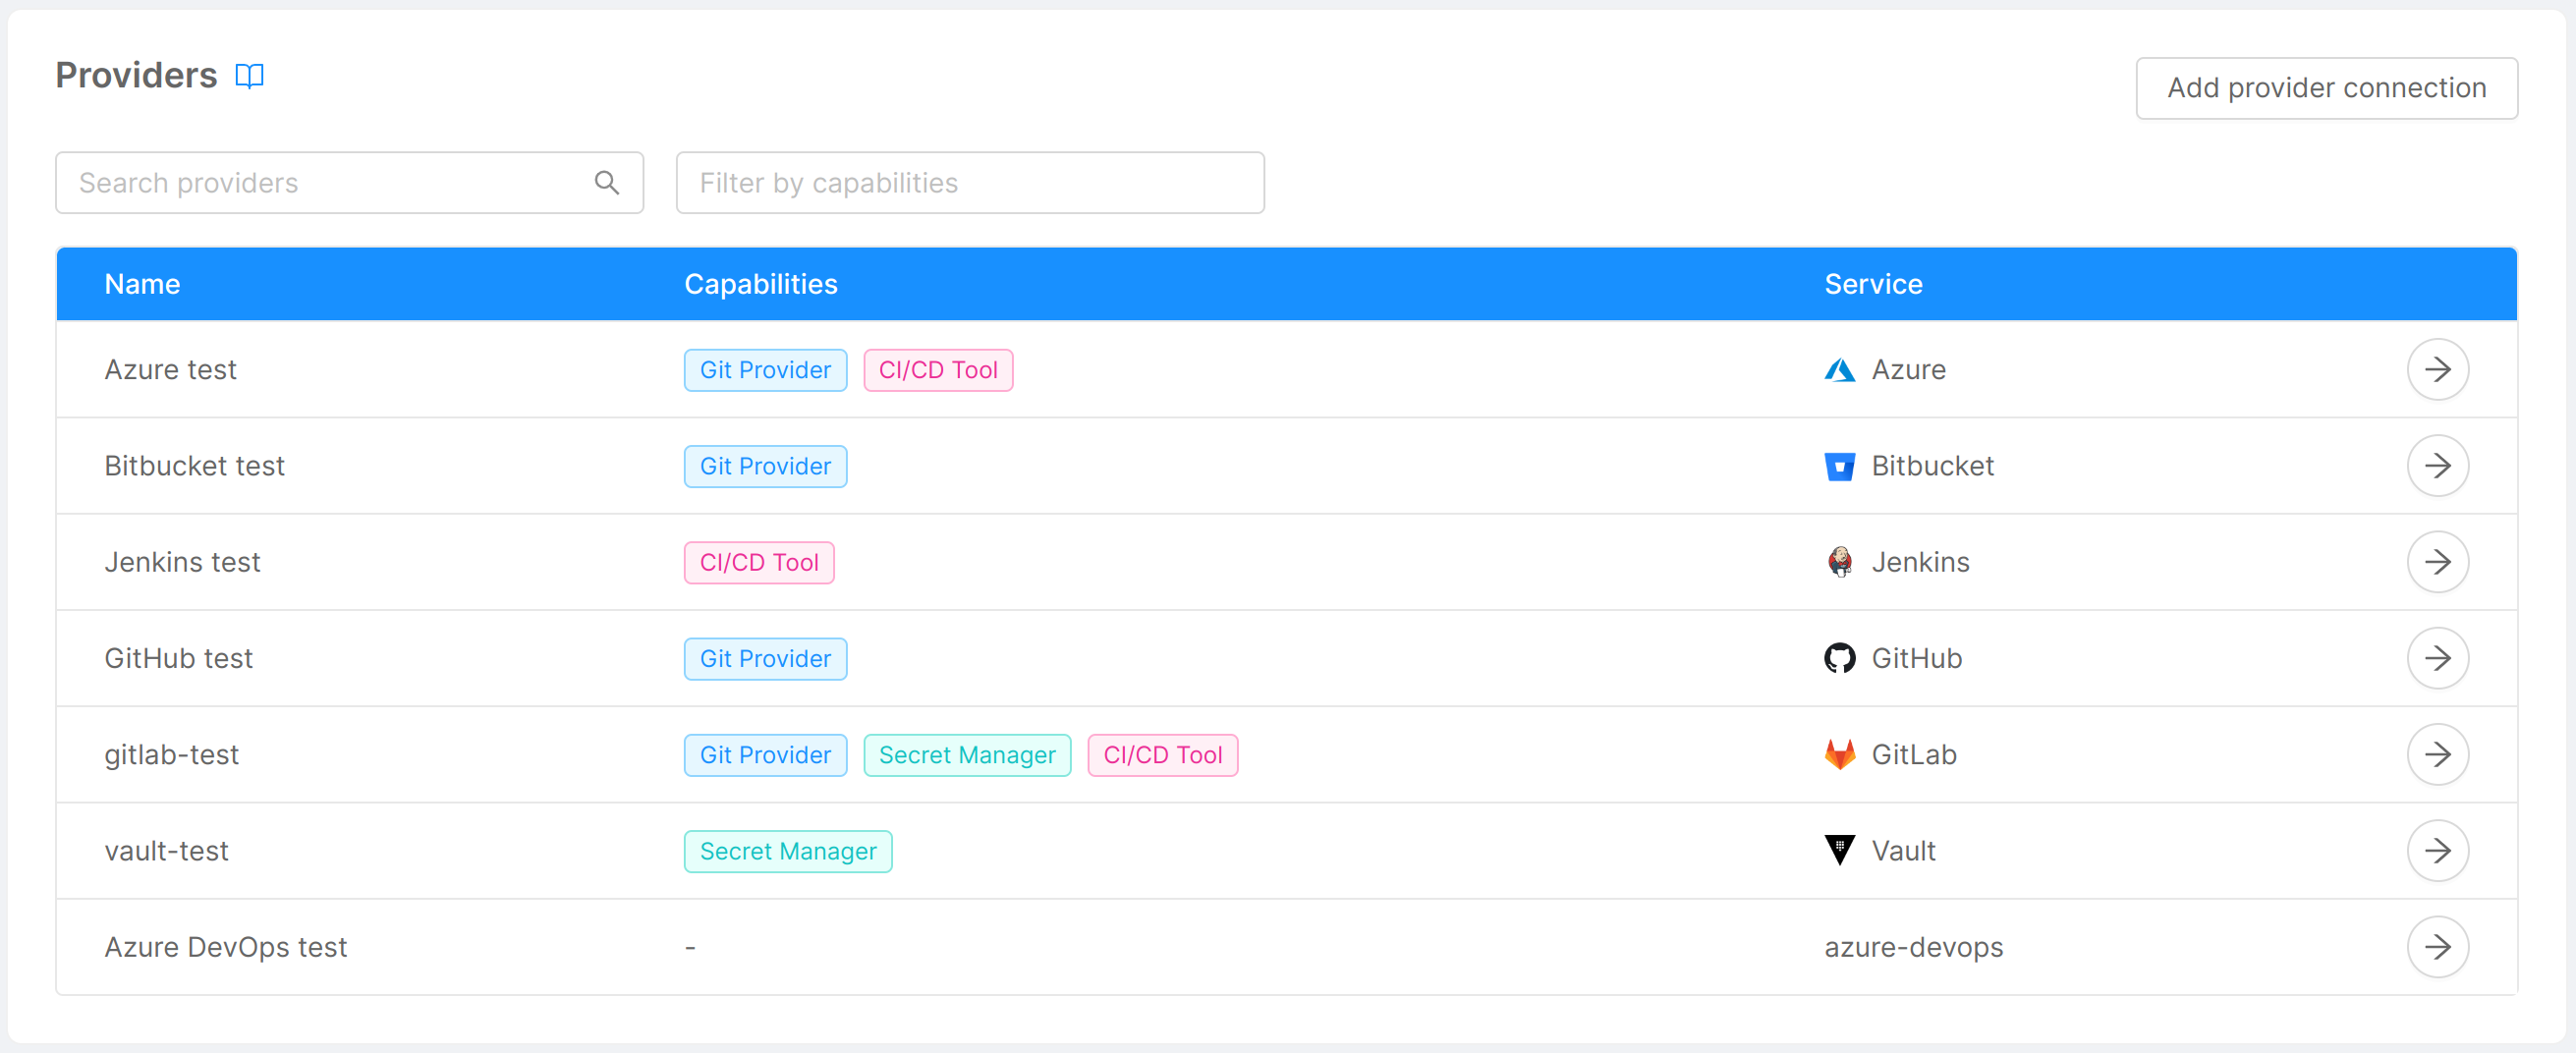 Providers
Add provider connection
Search providers
Filter by capabilities
Name Capabilities Service
Azure test Git Provider CI/CD Tool Azure
Bitbucket test Git Provider Bitbucket
Jenkins test CI/CD Tool Jenkins
GitHub test Git Provider GitHub
gitlab-test Git Provider Secret Manager CI/CD Tool GitLab
vault-test Secret Manager Vault
Azure DevOps test - azure-devops